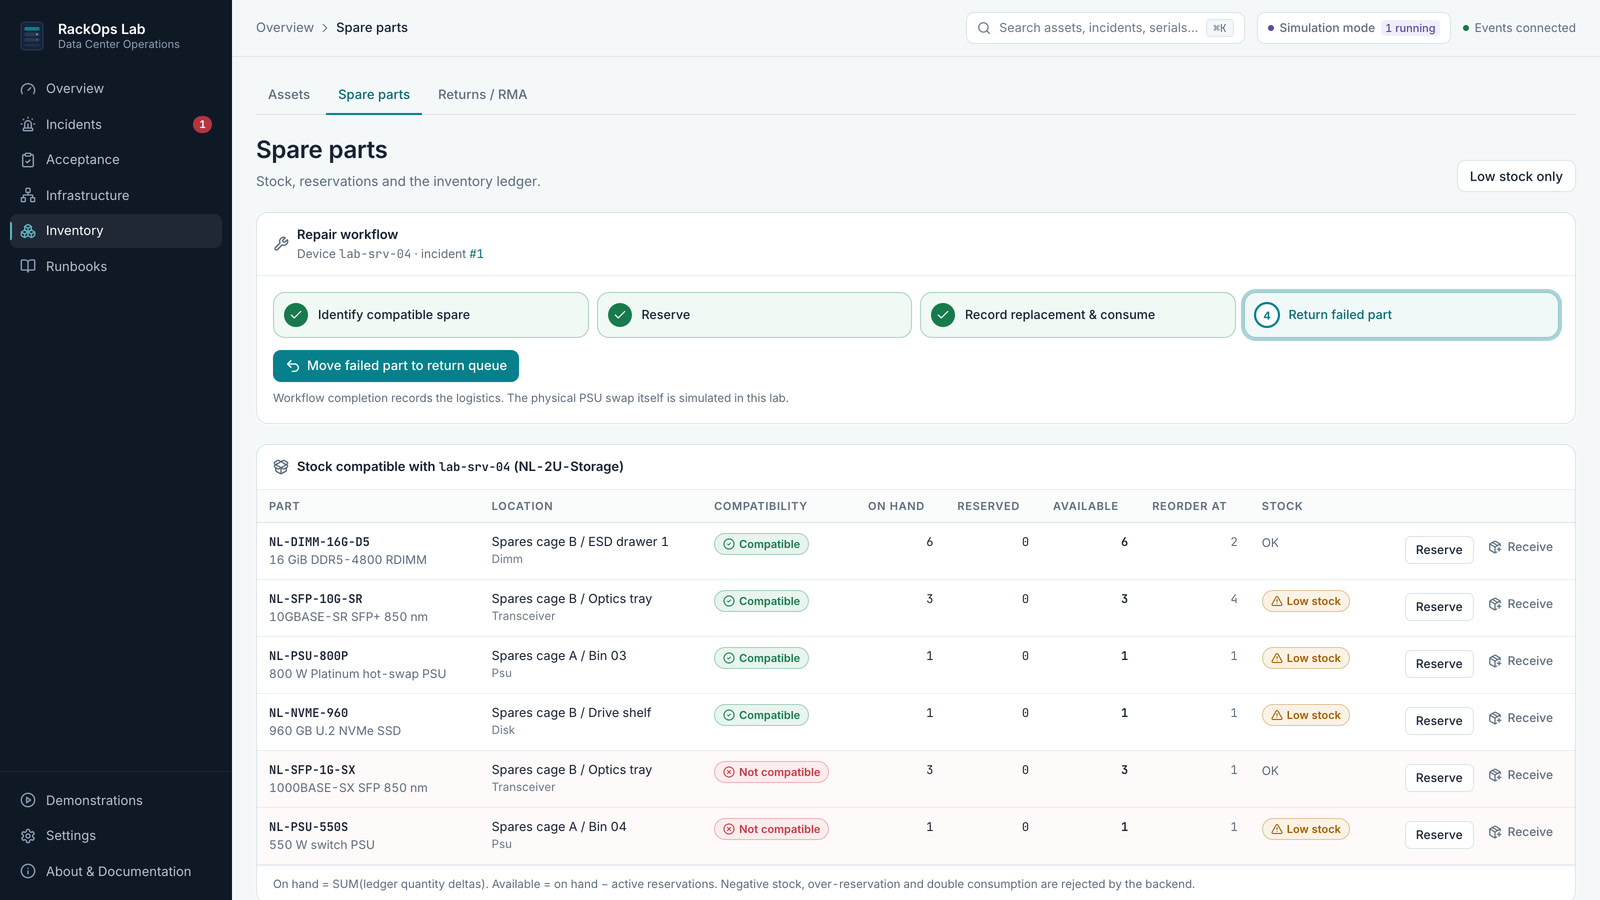 RackOps Lab
Data Center Operations
Overview
Incidents
1
Acceptance
Infrastructure
Inventory
Runbooks
Demonstrations
Settings
About & Documentation
Overview > Spare parts
Search assets, incidents, serials... ⌘K
Simulation mode 1 running
Events connected
Assets Spare parts Returns / RMA
Spare parts
Stock, reservations and the inventory ledger.
Low stock only
Repair workflow
Device lab-srv-04 · incident #1
Identify compatible spare
Reserve
Record replacement & consume
4 Return failed part
Move failed part to return queue
Workflow completion records the logistics. The physical PSU swap itself is simulated in this lab.
Stock compatible with lab-srv-04 (NL-2U-Storage)
PART LOCATION COMPATIBILITY ON HAND RESERVED AVAILABLE REORDER AT STOCK
NL-DIMM-16G-D5 Spares cage B / ESD drawer 1 Compatible 6 0 6 2 OK Reserve Receive
16 GiB DDR5-4800 RDIMM Dimm
NL-SFP-10G-SR Spares cage B / Optics tray Compatible 3 0 3 4 Low stock Reserve Receive
10GBASE-SR SFP+ 850 nm Transceiver
NL-PSU-800P Spares cage A / Bin 03 Compatible 1 0 1 1 Low stock Reserve Receive
800 W Platinum hot-swap PSU Psu
NL-NVME-960 Spares cage B / Drive shelf Compatible 1 0 1 1 Low stock Reserve Receive
960 GB U.2 NVMe SSD Disk
NL-SFP-1G-SX Spares cage B / Optics tray Not compatible 3 0 3 1 OK Reserve Receive
1000BASE-SX SFP 850 nm Transceiver
NL-PSU-550S Spares cage A / Bin 04 Not compatible 1 0 1 1 Low stock Reserve Receive
550 W switch PSU Psu
On hand = SUM(ledger quantity deltas). Available = on hand − active reservations. Negative stock, over-reservation and double consumption are rejected by the backend.